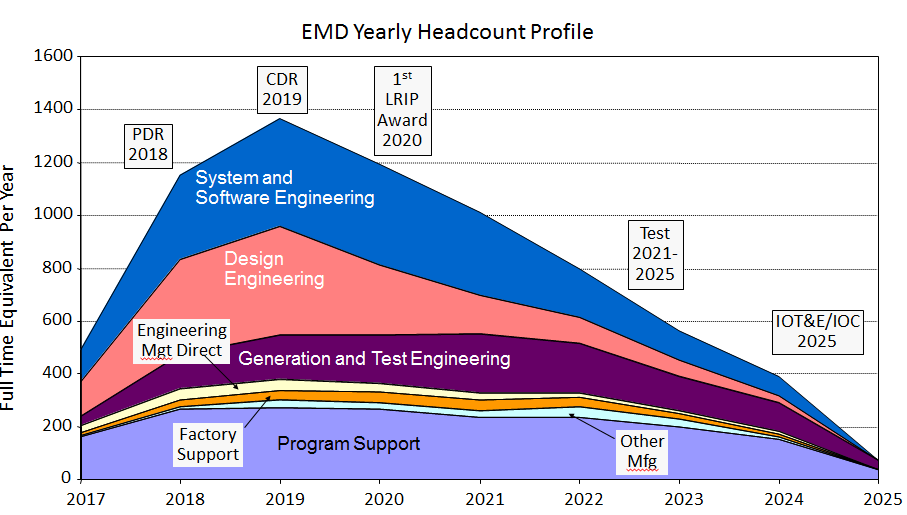 EMD Yearly Headcount Profile
Full Time Equivalent Per Year
1600
1400
1200
1000
800
600
400
200
0
PDR
2018
CDR
2019
1st
LRIP
Award
2020
Test
2021-
2025
IOT&E/IOC
2025
System and
Software Engineering
Design
Engineering
Engineering
Mgt Direct
Generation and Test Engineering
Factory
Support
Program Support
Other
Mfg
2017 2018 2019 2020 2021 2022 2023 2024 2025